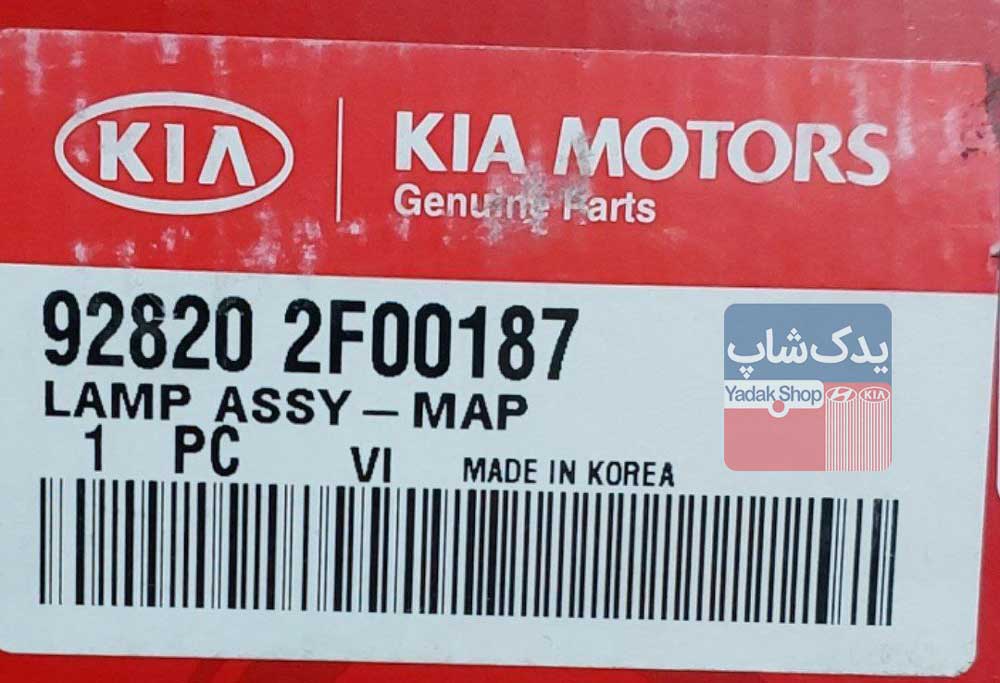 KIA
KIA MOTORS
Genuine Parts
92820 2F00187
LAMP ASSY – MAP
1 PC VI MADE IN KOREA
یدک‌شاپ
Yadak Shop KIA